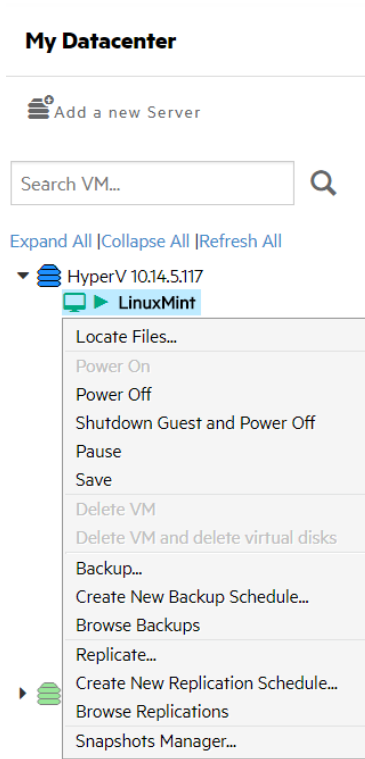 My Datacenter
Add a new Server
Search VM...
Expand All |Collapse All |Refresh All
HyperV 10.14.5.117
LinuxMint
Locate Files...
Power On
Power Off
Shutdown Guest and Power Off
Pause
Save
Delete VM
Delete VM and delete virtual disks
Backup...
Create New Backup Schedule...
Browse Backups
Replicate...
Create New Replication Schedule...
Browse Replications
Snapshots Manager...